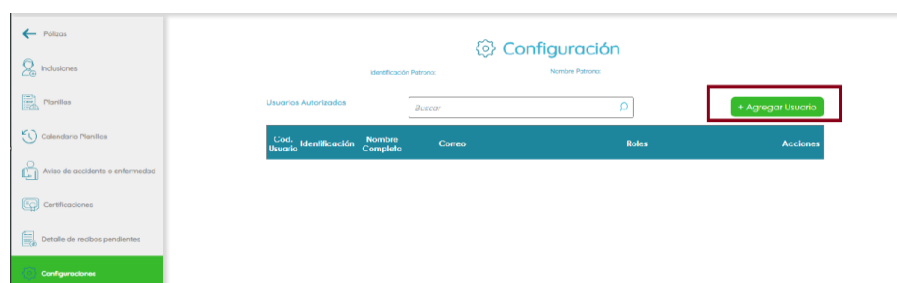 Pólizas
Inclusiones
Planillas
Calendario Planillas
Aviso de accidente o enfermedad
Certificaciones
Detalle de recibos pendientes
Configuraciones
Configuración
Identificación Patrono:
Nombre Patrono:
Usuarios Autorizados
Buscar
+ Agregar Usuario
Cod. Usuario
Identificación
Nombre Completo
Correo
Roles
Acciones